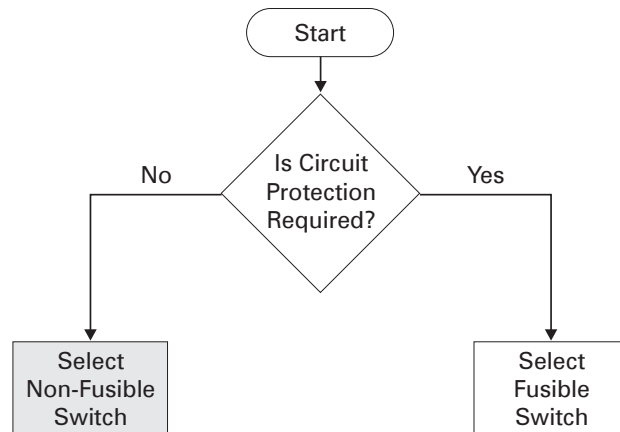 Start
Is Circuit
Protection
Required?
No
Yes
Select
Non-Fusible
Switch
Select
Fusible
Switch